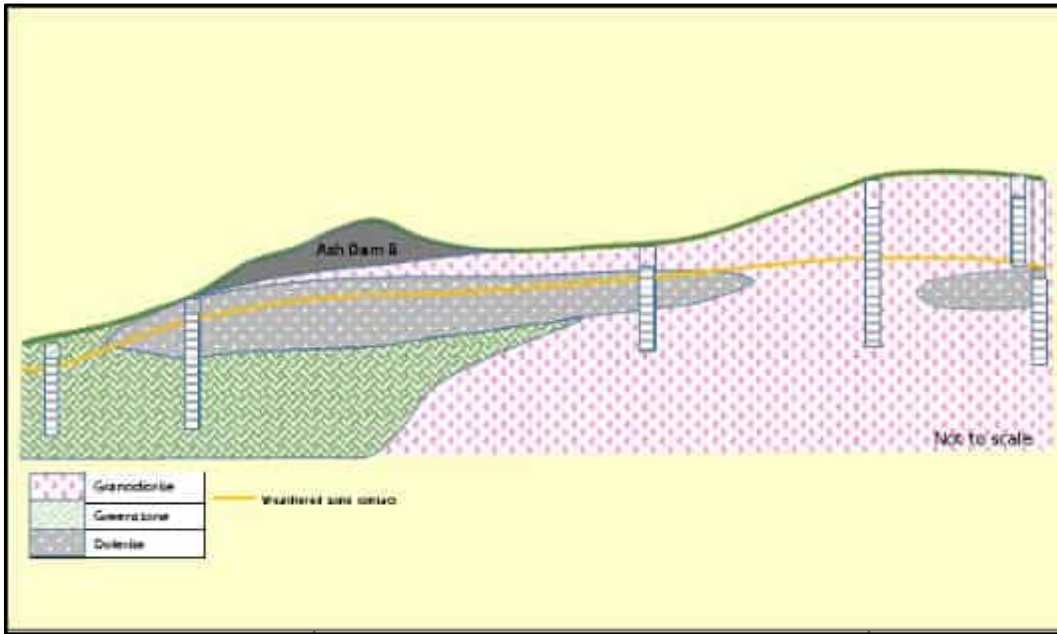 Ash Dam B
Not to scale
Granodiorite
Greenstone
Dolerite
Weathered zone contact